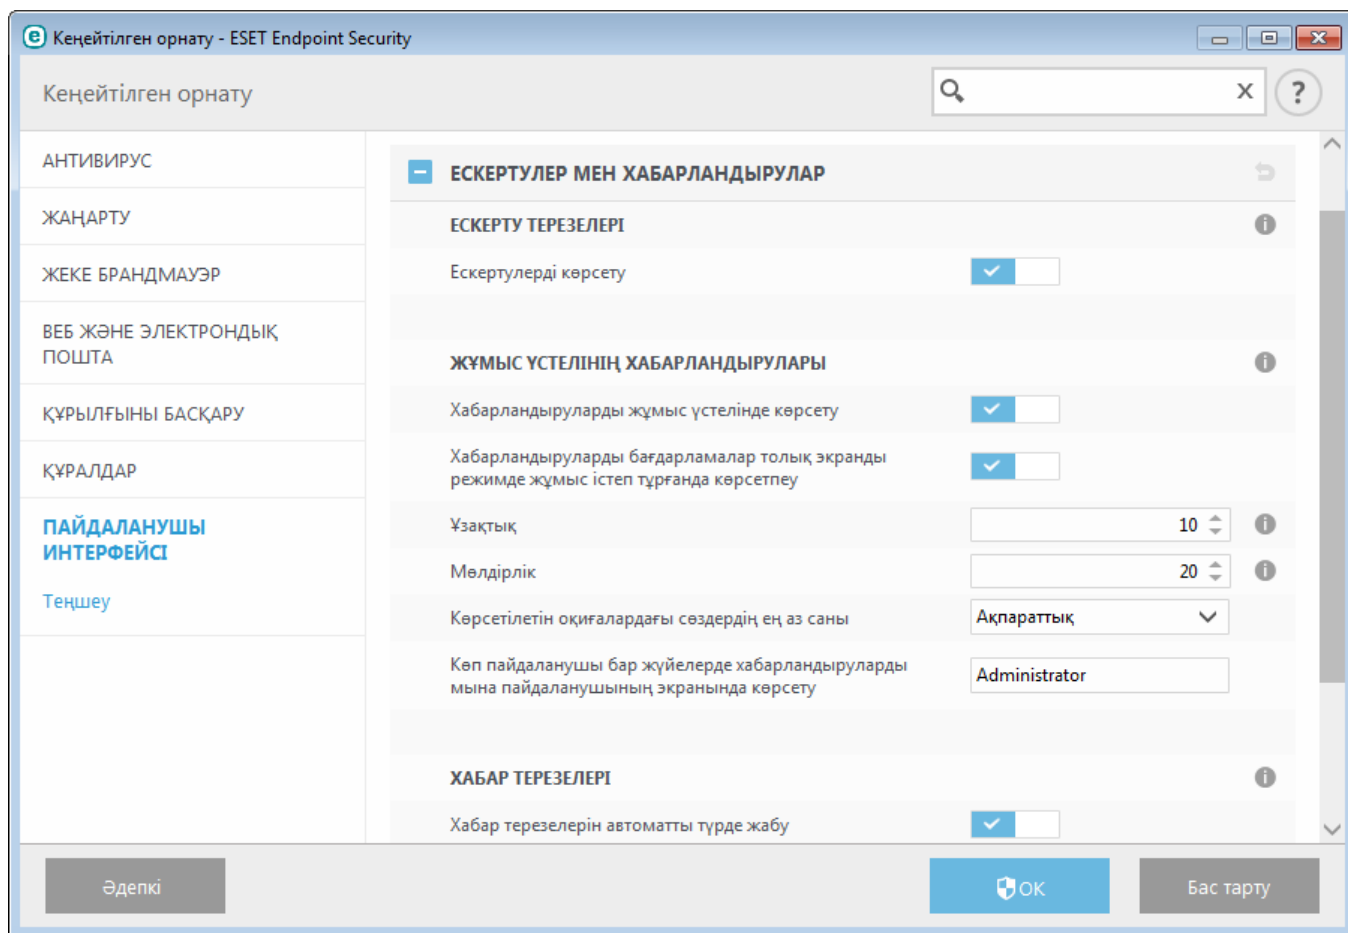 Кеңейтілген орнату - ESET Endpoint Security
Кеңейтілген орнату
АНТИВИРУС
ЖАҢАРТУ
ЖЕКЕ БРАНДМАУЭР
ВЕБ ЖӘНЕ ЭЛЕКТРОНДЫҚ
ПОШТА
ҚҰРЫЛҒЫНЫ БАСҚАРУ
ҚҰРАЛДАР
ПАЙДАЛАНУШЫ
ИНТЕРФЕЙСІ
Теңшеу
ЕСКЕРТУЛЕР МЕН ХАБАРЛАНДЫРУЛАР
ЕСКЕРТУ ТЕРЕЗЕЛЕРІ
Ескертулерді көрсету
ЖҰМЫС ҮСТЕЛІНІҢ ХАБАРЛАНДЫРУЛАРЫ
Хабарландыруларды жұмыс үстелінде көрсету
Хабарландыруларды бағдарламалар толық экранды
режимде жұмыс істеп тұрғанда көрсетпеу
Ұзақтық 10
Мөлдірлік 20
Көрсетілетін оқиғалардағы сөздердің ең аз саны Ақпараттық
Көп пайдаланушы бар жүйелерде хабарландыруларды
мына пайдаланушының экранында көрсету Administrator
ХАБАР ТЕРЕЗЕЛЕРІ
Хабар терезелерін автоматты түрде жабу
Әдепкі OK Бас тарту